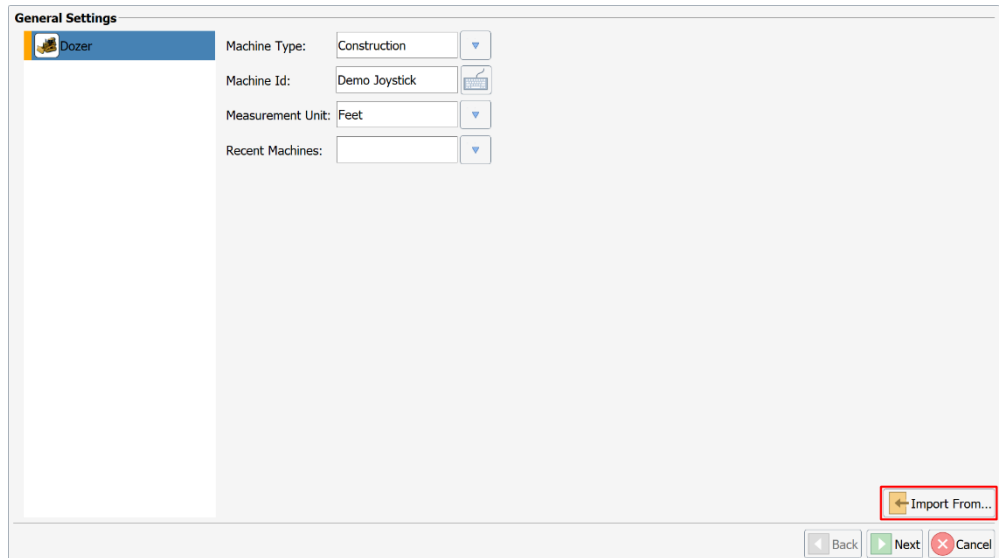 General Settings
Dozer
Machine Type: Construction
Machine Id: Demo Joystick
Measurement Unit: Feet
Recent Machines:
Import From...
Back Next Cancel